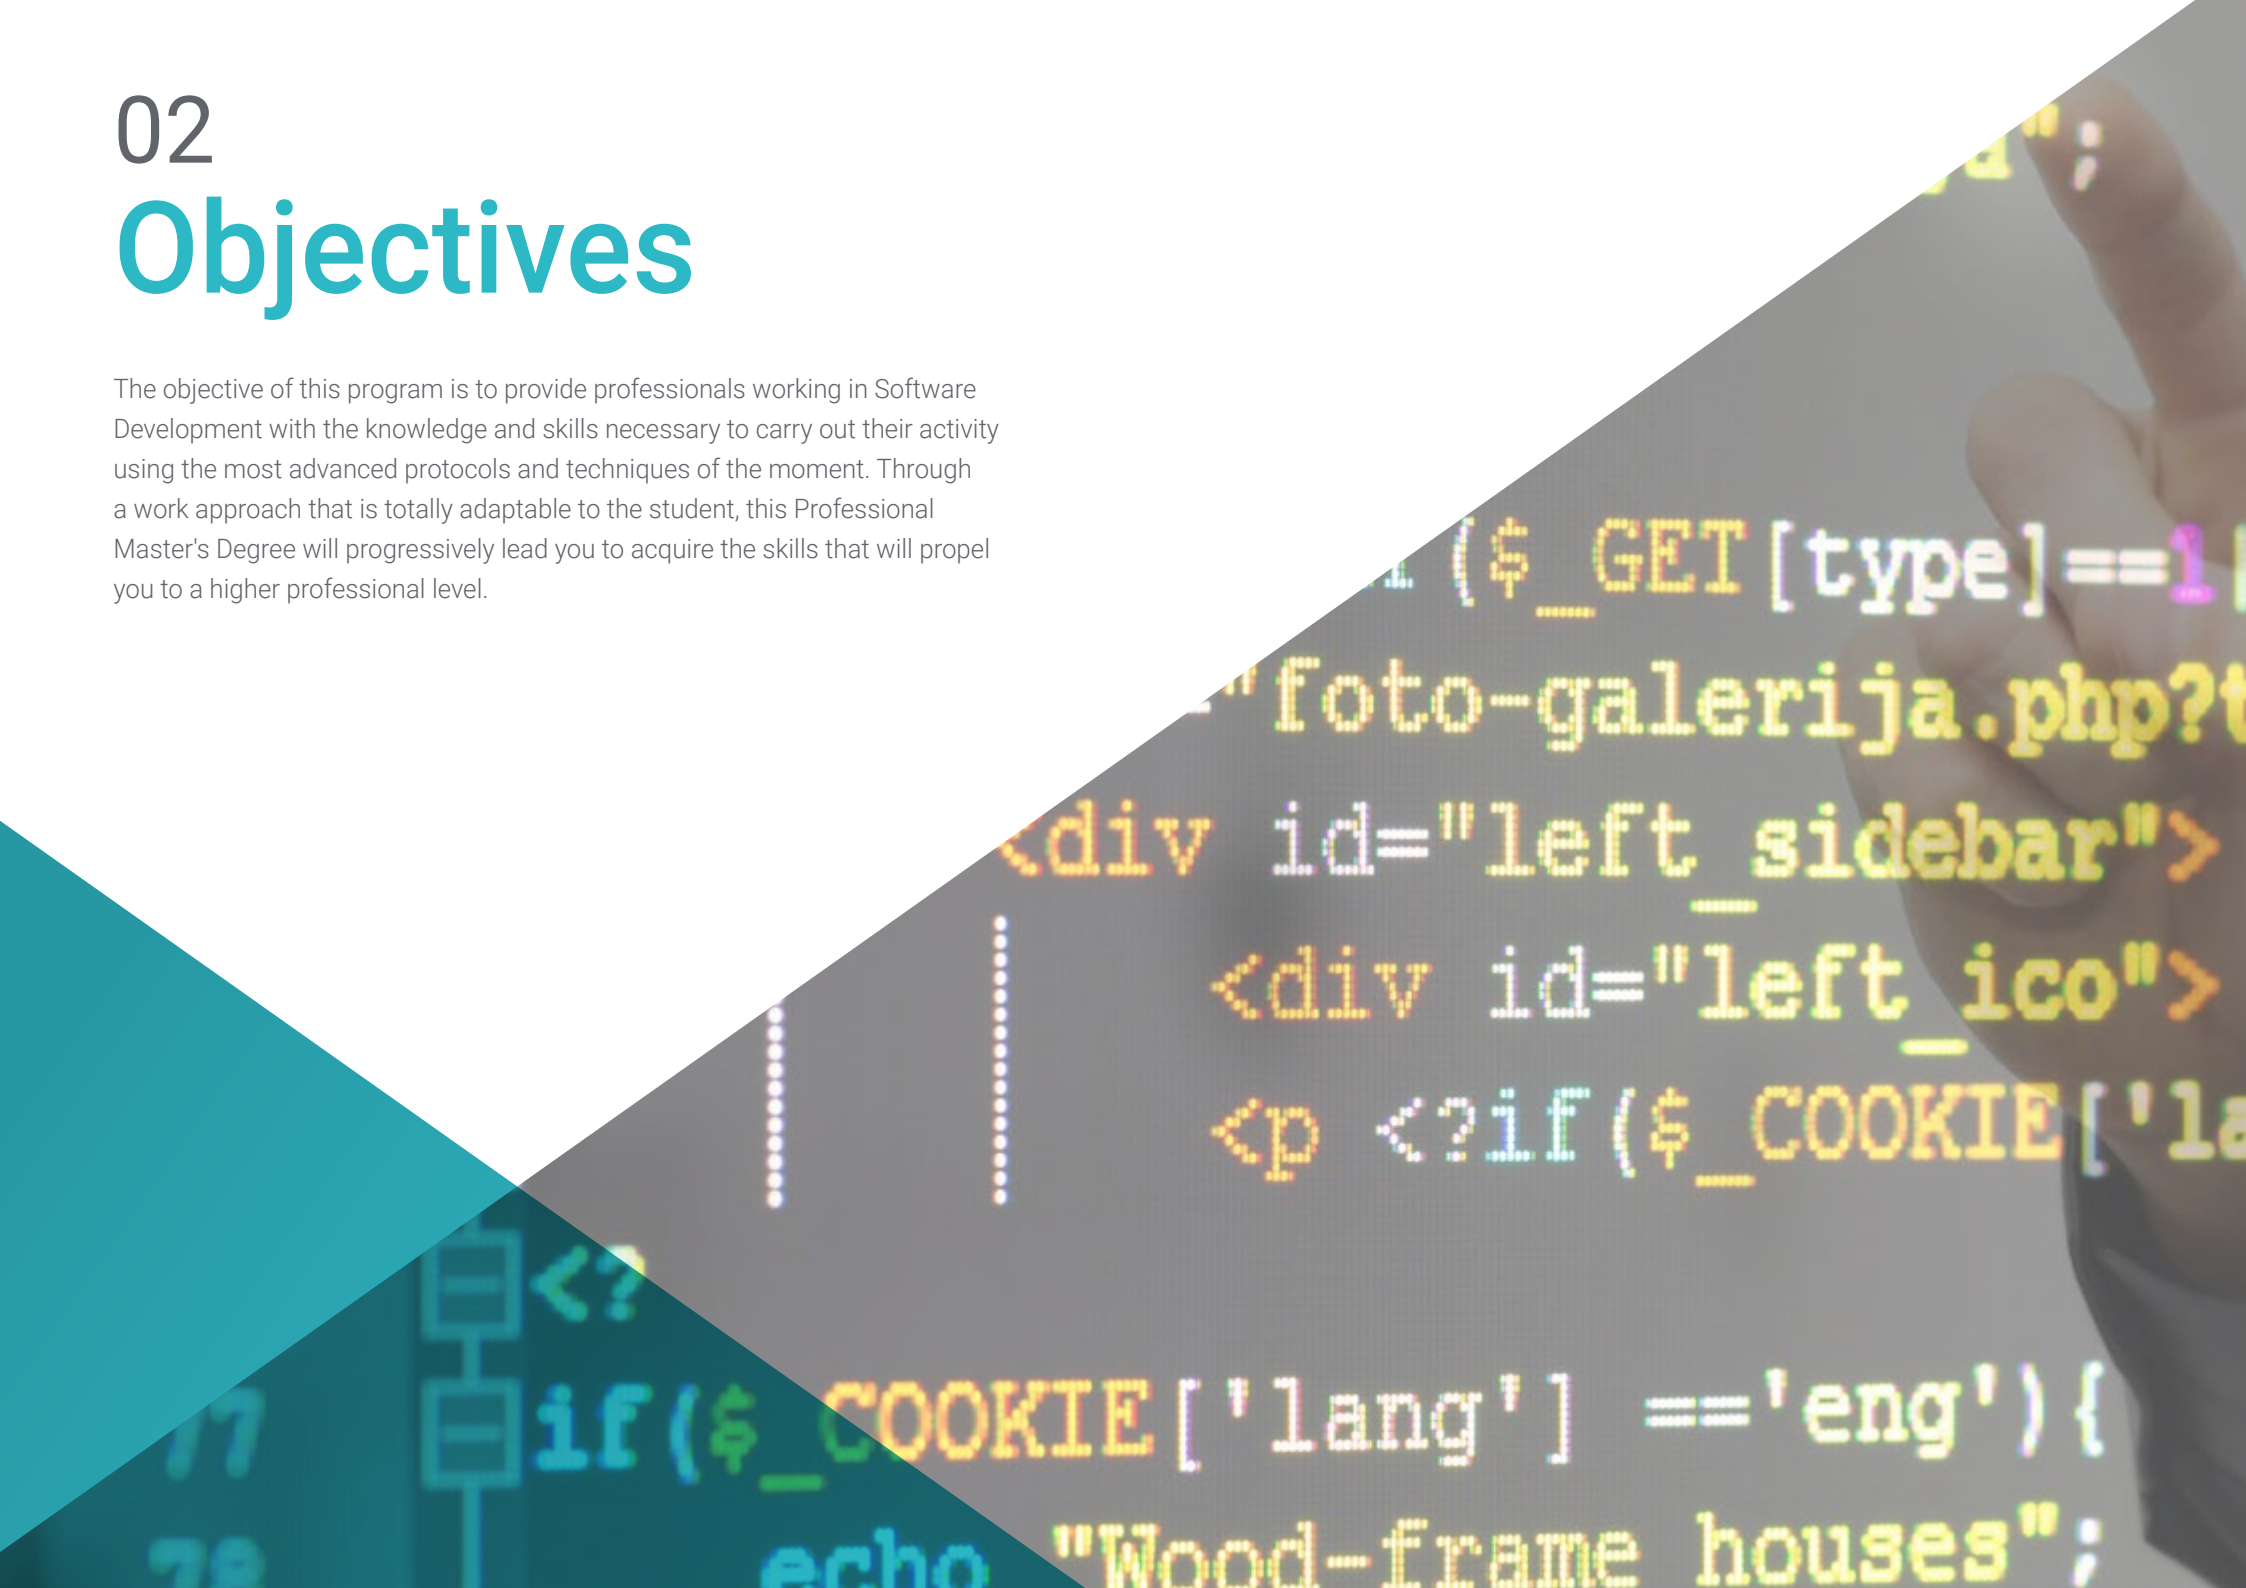 02
Objectives
The objective of this program is to provide professionals working in Software
Development with the knowledge and skills necessary to carry out their activity
using the most advanced protocols and techniques of the moment. Through
a work approach that is totally adaptable to the student, this Professional
Master's Degree will progressively lead you to acquire the skills that will propel
you to a higher professional level.
";
($_GET[type]==1
"foto-galerija.php?t
<div id="left_sidebar">
<div id="left_ico">
<p <?if($_COOKIE['la
<?
77 if($_COOKIE['lang'] =='eng'){
78 echo "Wood-frame houses";